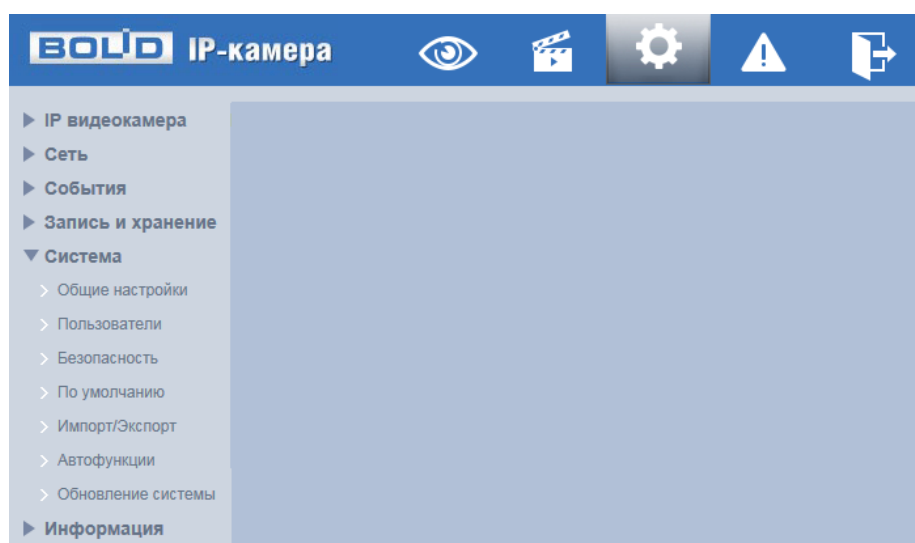 BOLID IP-камера
IP видеокамера
Сеть
События
Запись и хранение
Система
Общие настройки
Пользователи
Безопасность
По умолчанию
Импорт/Экспорт
Автофункции
Обновление системы
Информация